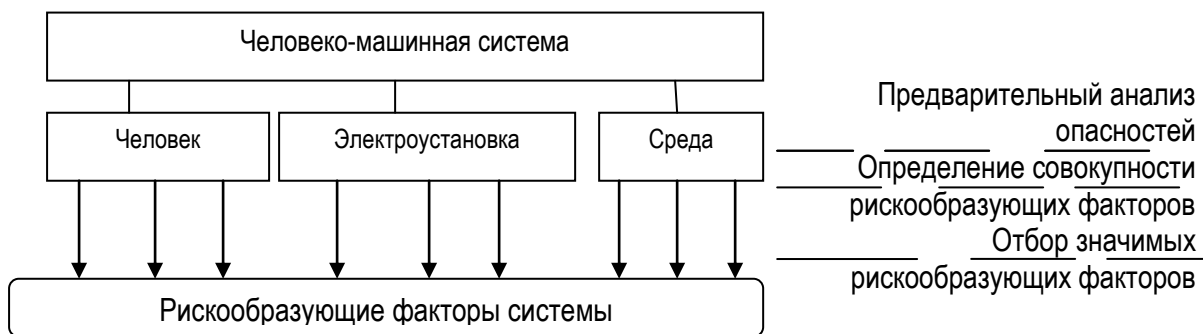 Человеко-машинная система
Человек
Электроустановка
Среда
Предварительный анализ
опасностей
Определение совокупности
рискообразующих факторов
Отбор значимых
рискообразующих факторов
Рискообразующие факторы системы